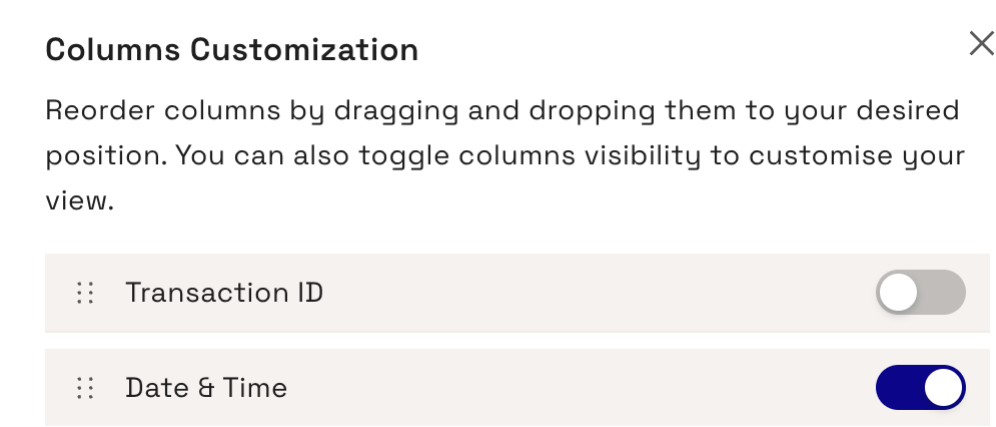 Columns Customization
Reorder columns by dragging and dropping them to your desired
position. You can also toggle columns visibility to customise your
view.
Transaction ID
Date & Time